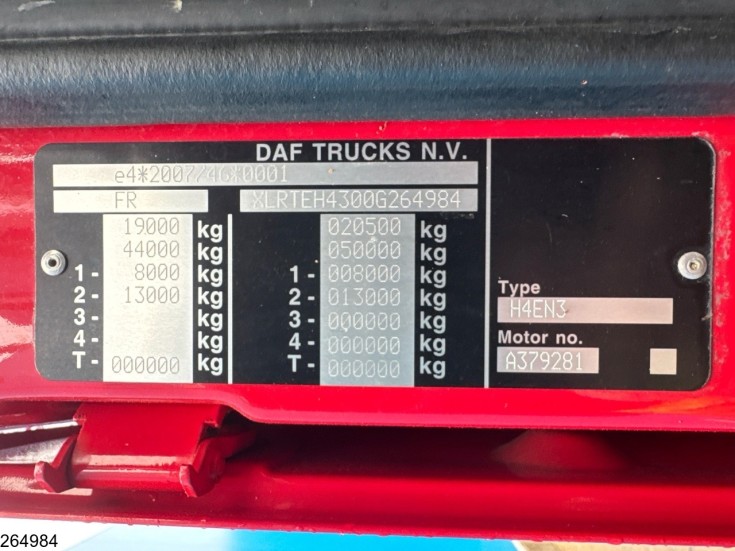 DAF TRUCKS N.V.
e4*2007/46*0001
FR XLRTEH4300G264984
19000 kg 020500 kg
44000 kg 050000 kg
1- 8000 kg 1- 008000 kg
2- 13000 kg 2- 013000 kg
3- kg 3- 000000 kg
4- kg 4- 000000 kg
T- 000000 kg T- 000000 kg
Type
H4EN3
Motor no.
A379281
264984